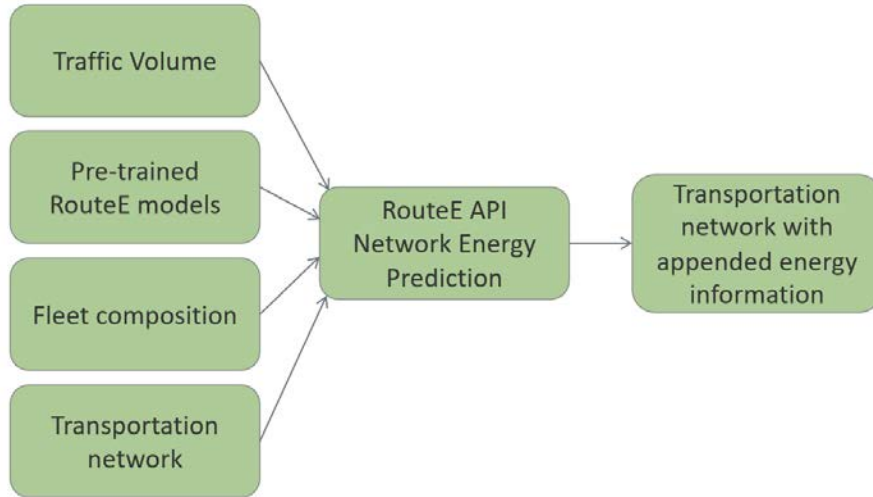 Traffic Volume
Pre-trained
RouteE models
Fleet composition
Transportation
network
RouteE API
Network Energy
Prediction
Transportation
network with
appended energy
information